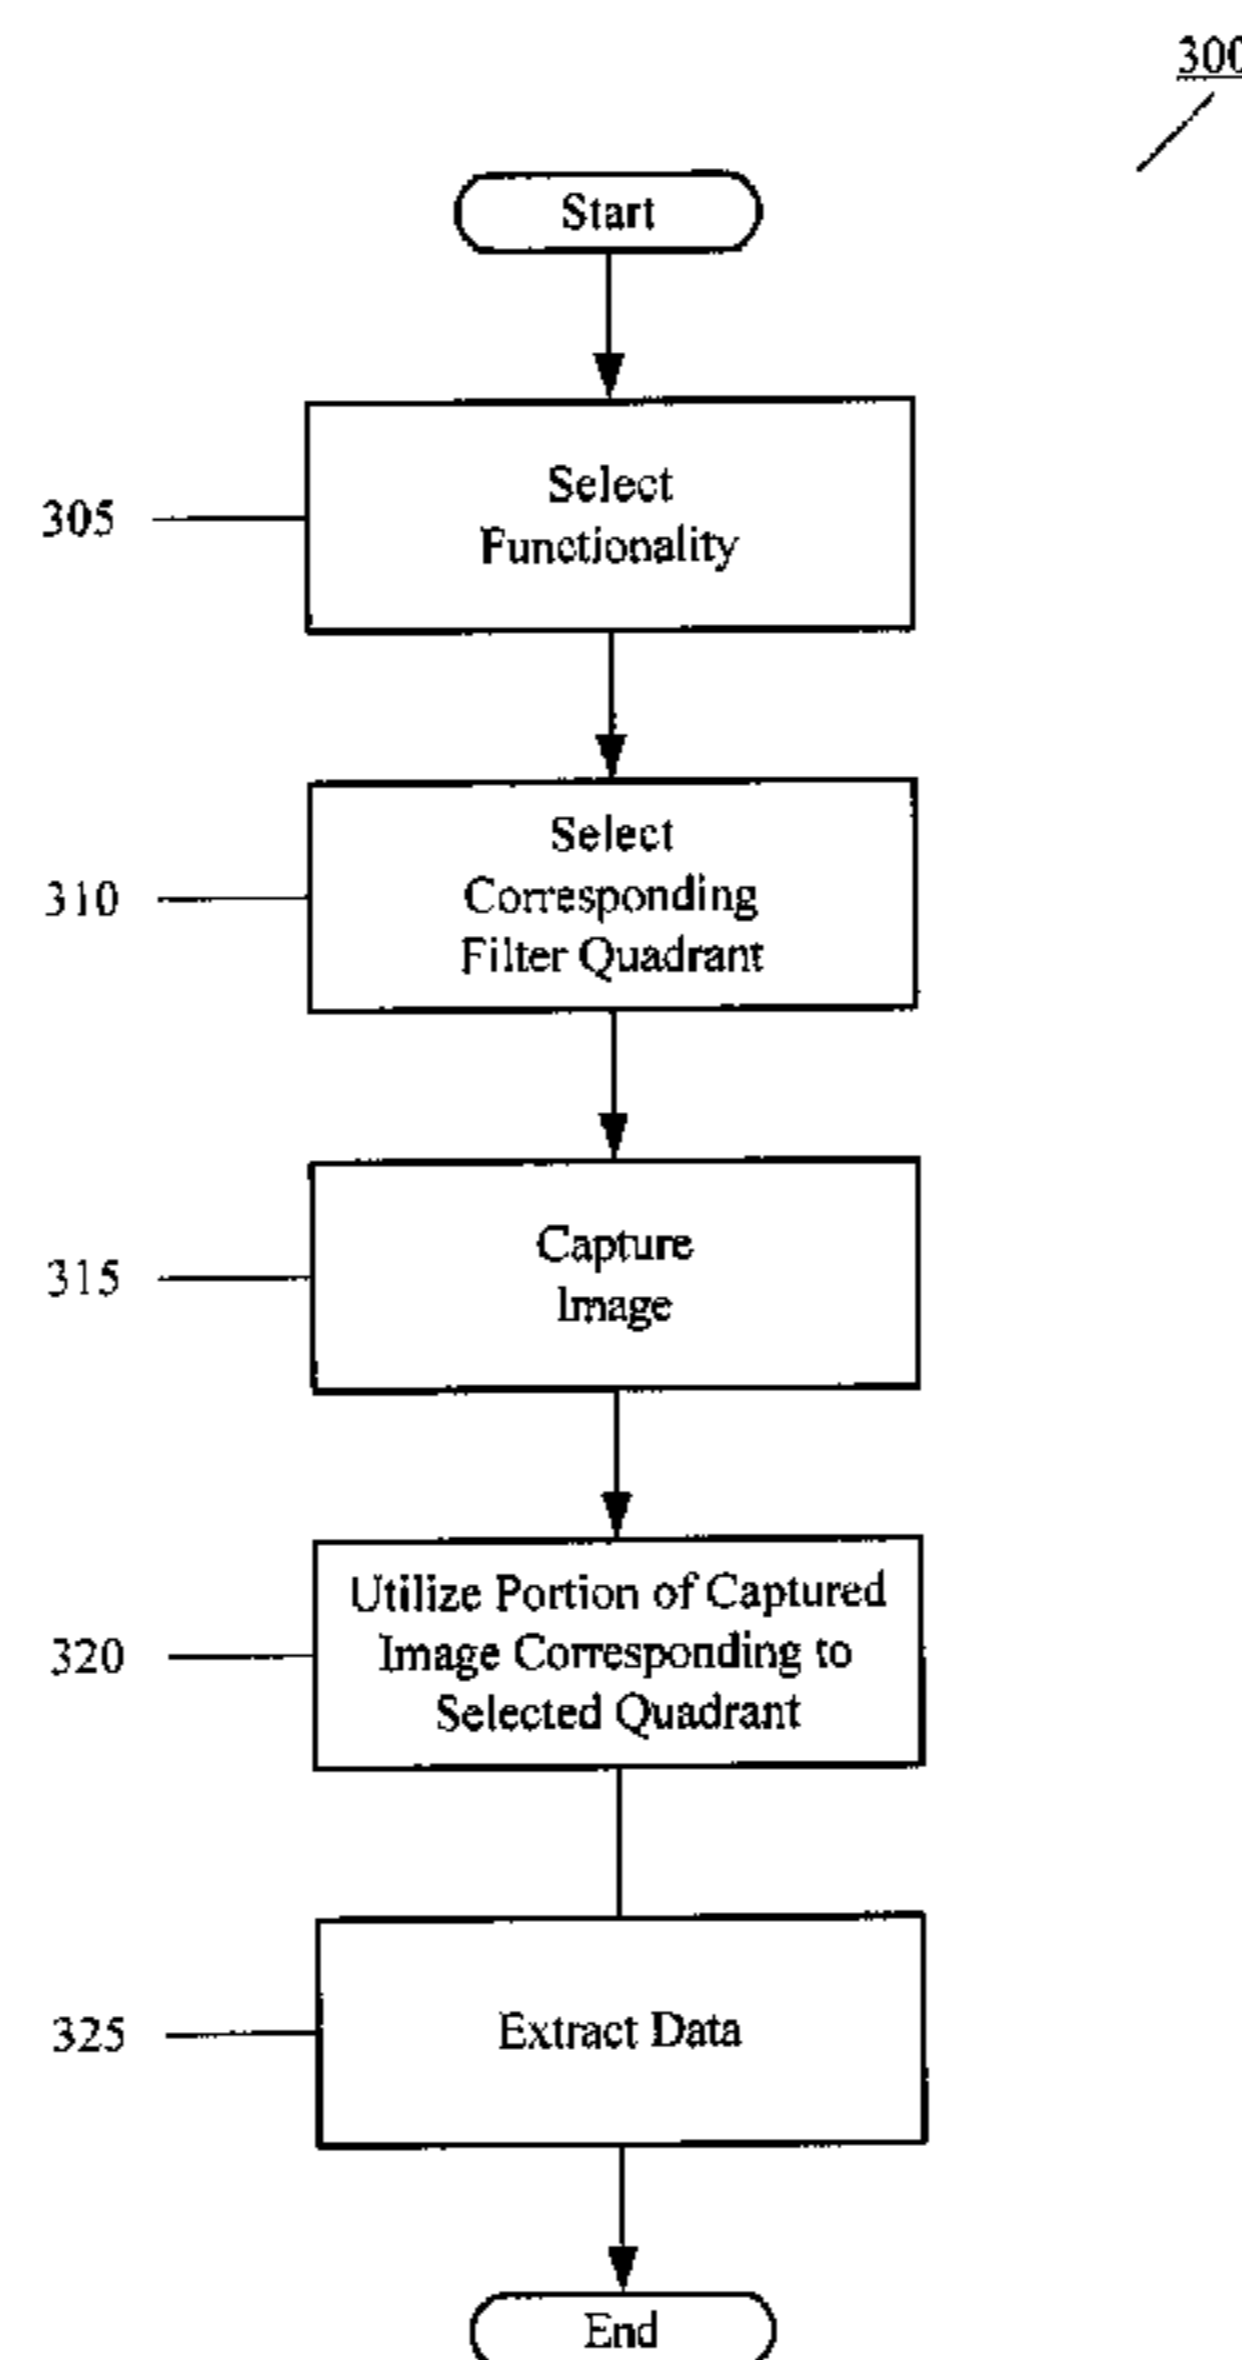 300
Start
305
Select
Functionality
310
Select
Corresponding
Filter Quadrant
315
Capture
Image
320
Utilize Portion of Captured
Image Corresponding to
Selected Quadrant
325
Extract Data
End